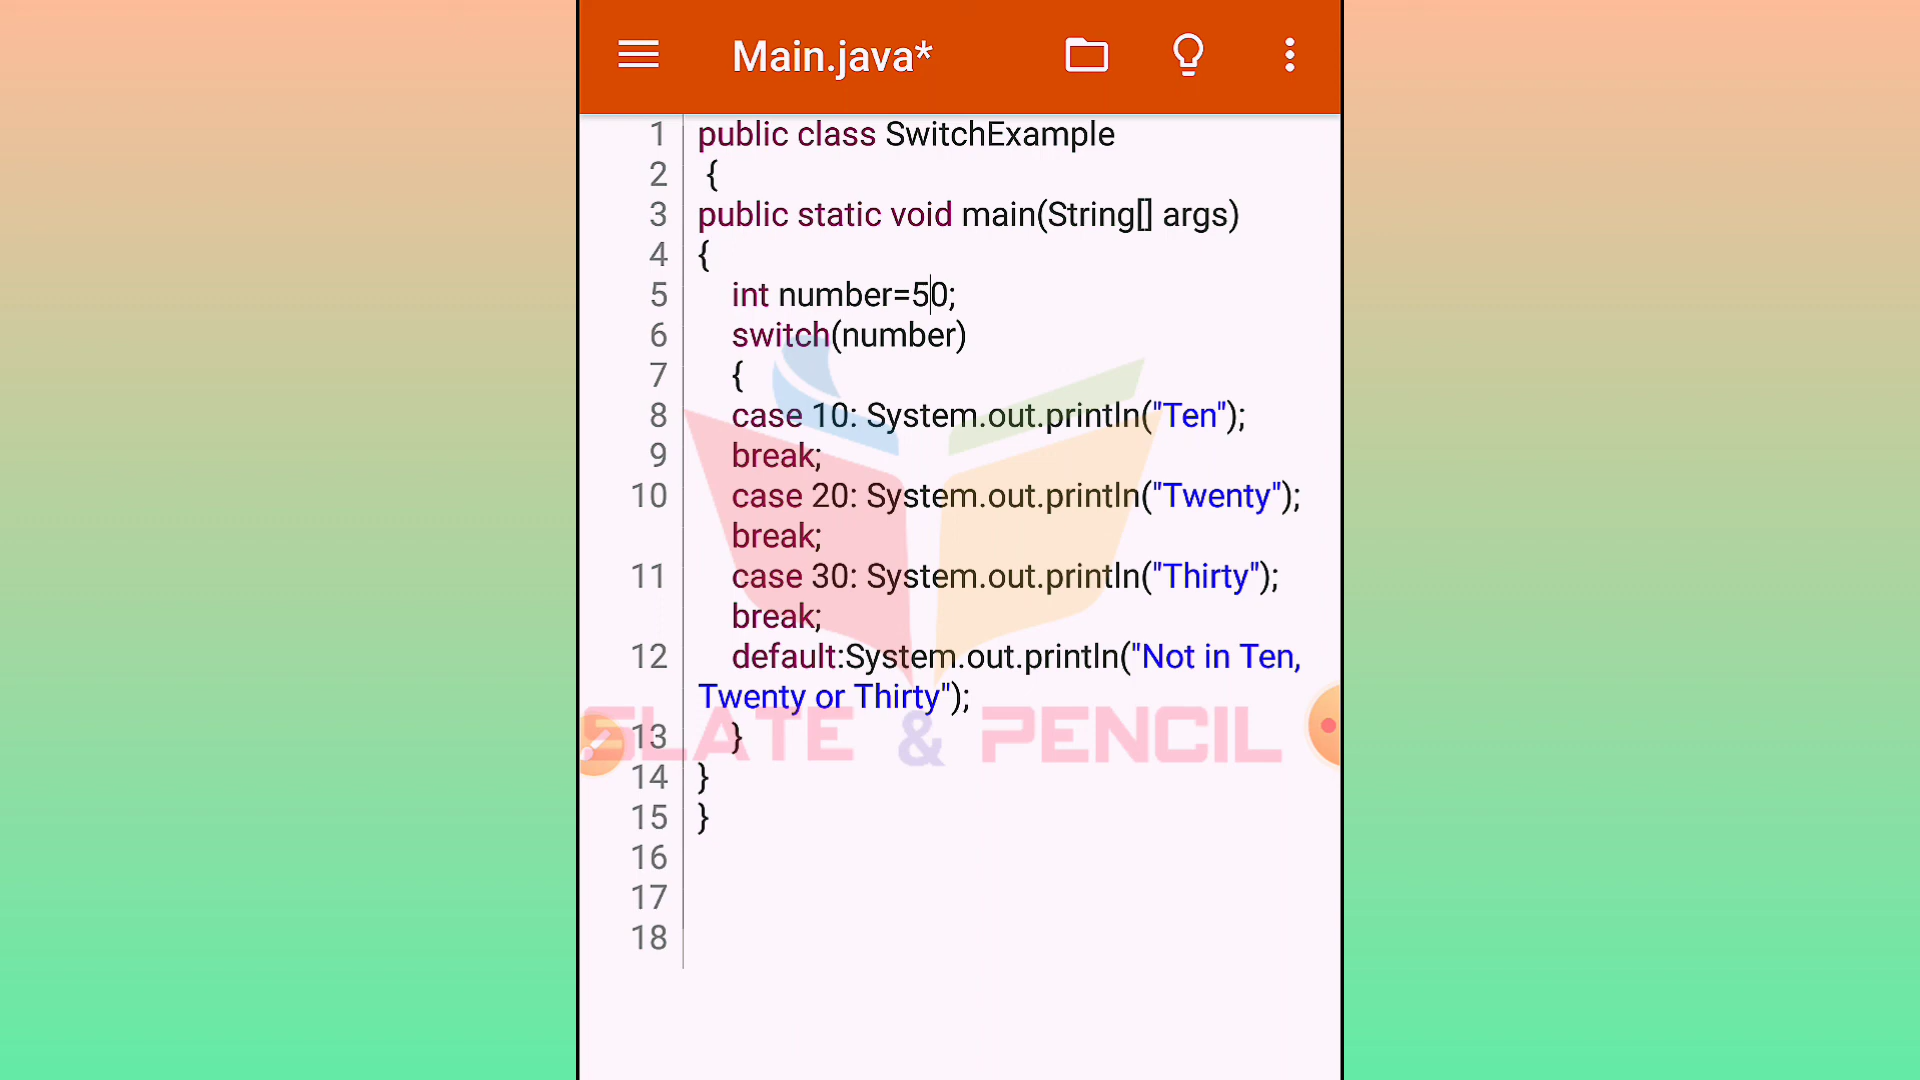 Main.java*
1 public class SwitchExample
2 {
3 public static void main(String[] args)
4 {
5 int number=50;
6 switch(number)
7 {
8 case 10: System.out.println("Ten");
9 break;
10 case 20: System.out.println("Twenty");
break;
11 case 30: System.out.println("Thirty");
break;
12 default:System.out.println("Not in Ten,
Twenty or Thirty");
13 }
SLATE & PENCIL
14 }
15 }
16
17
18